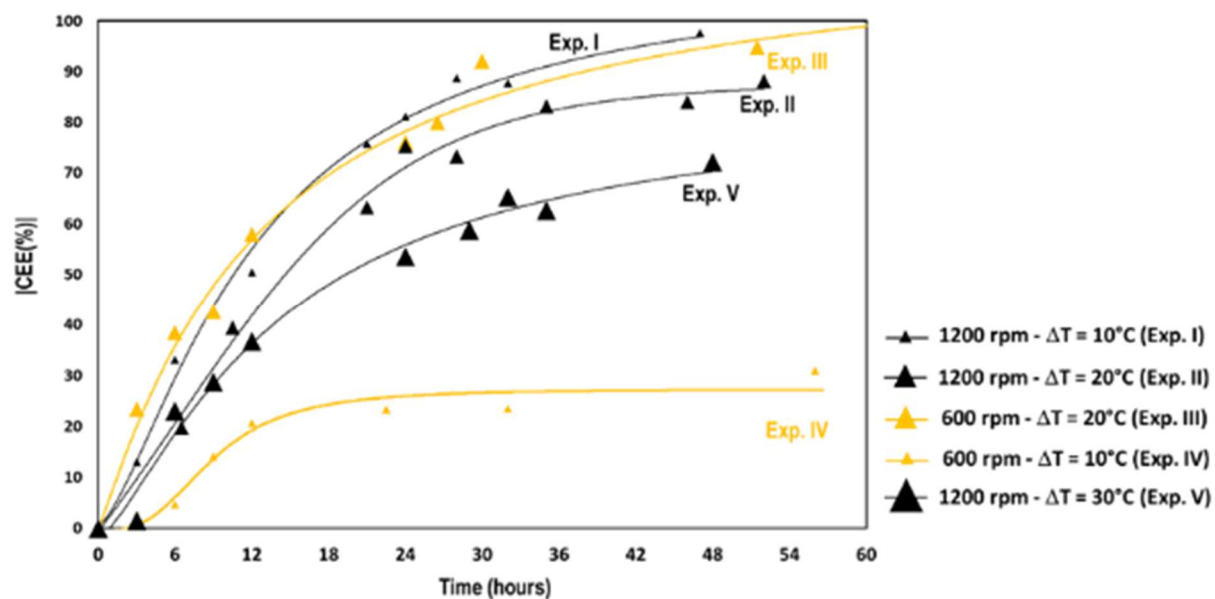 100
90
80
70
60
50
40
30
20
10
0
|CEE(%)|
0 6 12 18 24 30 36 42 48 54 60
Time (hours)
Exp. I
Exp. III
Exp. II
Exp. V
Exp. IV
1200 rpm - ΔT = 10°C (Exp. I)
1200 rpm - ΔT = 20°C (Exp. II)
600 rpm - ΔT = 20°C (Exp. III)
600 rpm - ΔT = 10°C (Exp. IV)
1200 rpm - ΔT = 30°C (Exp. V)